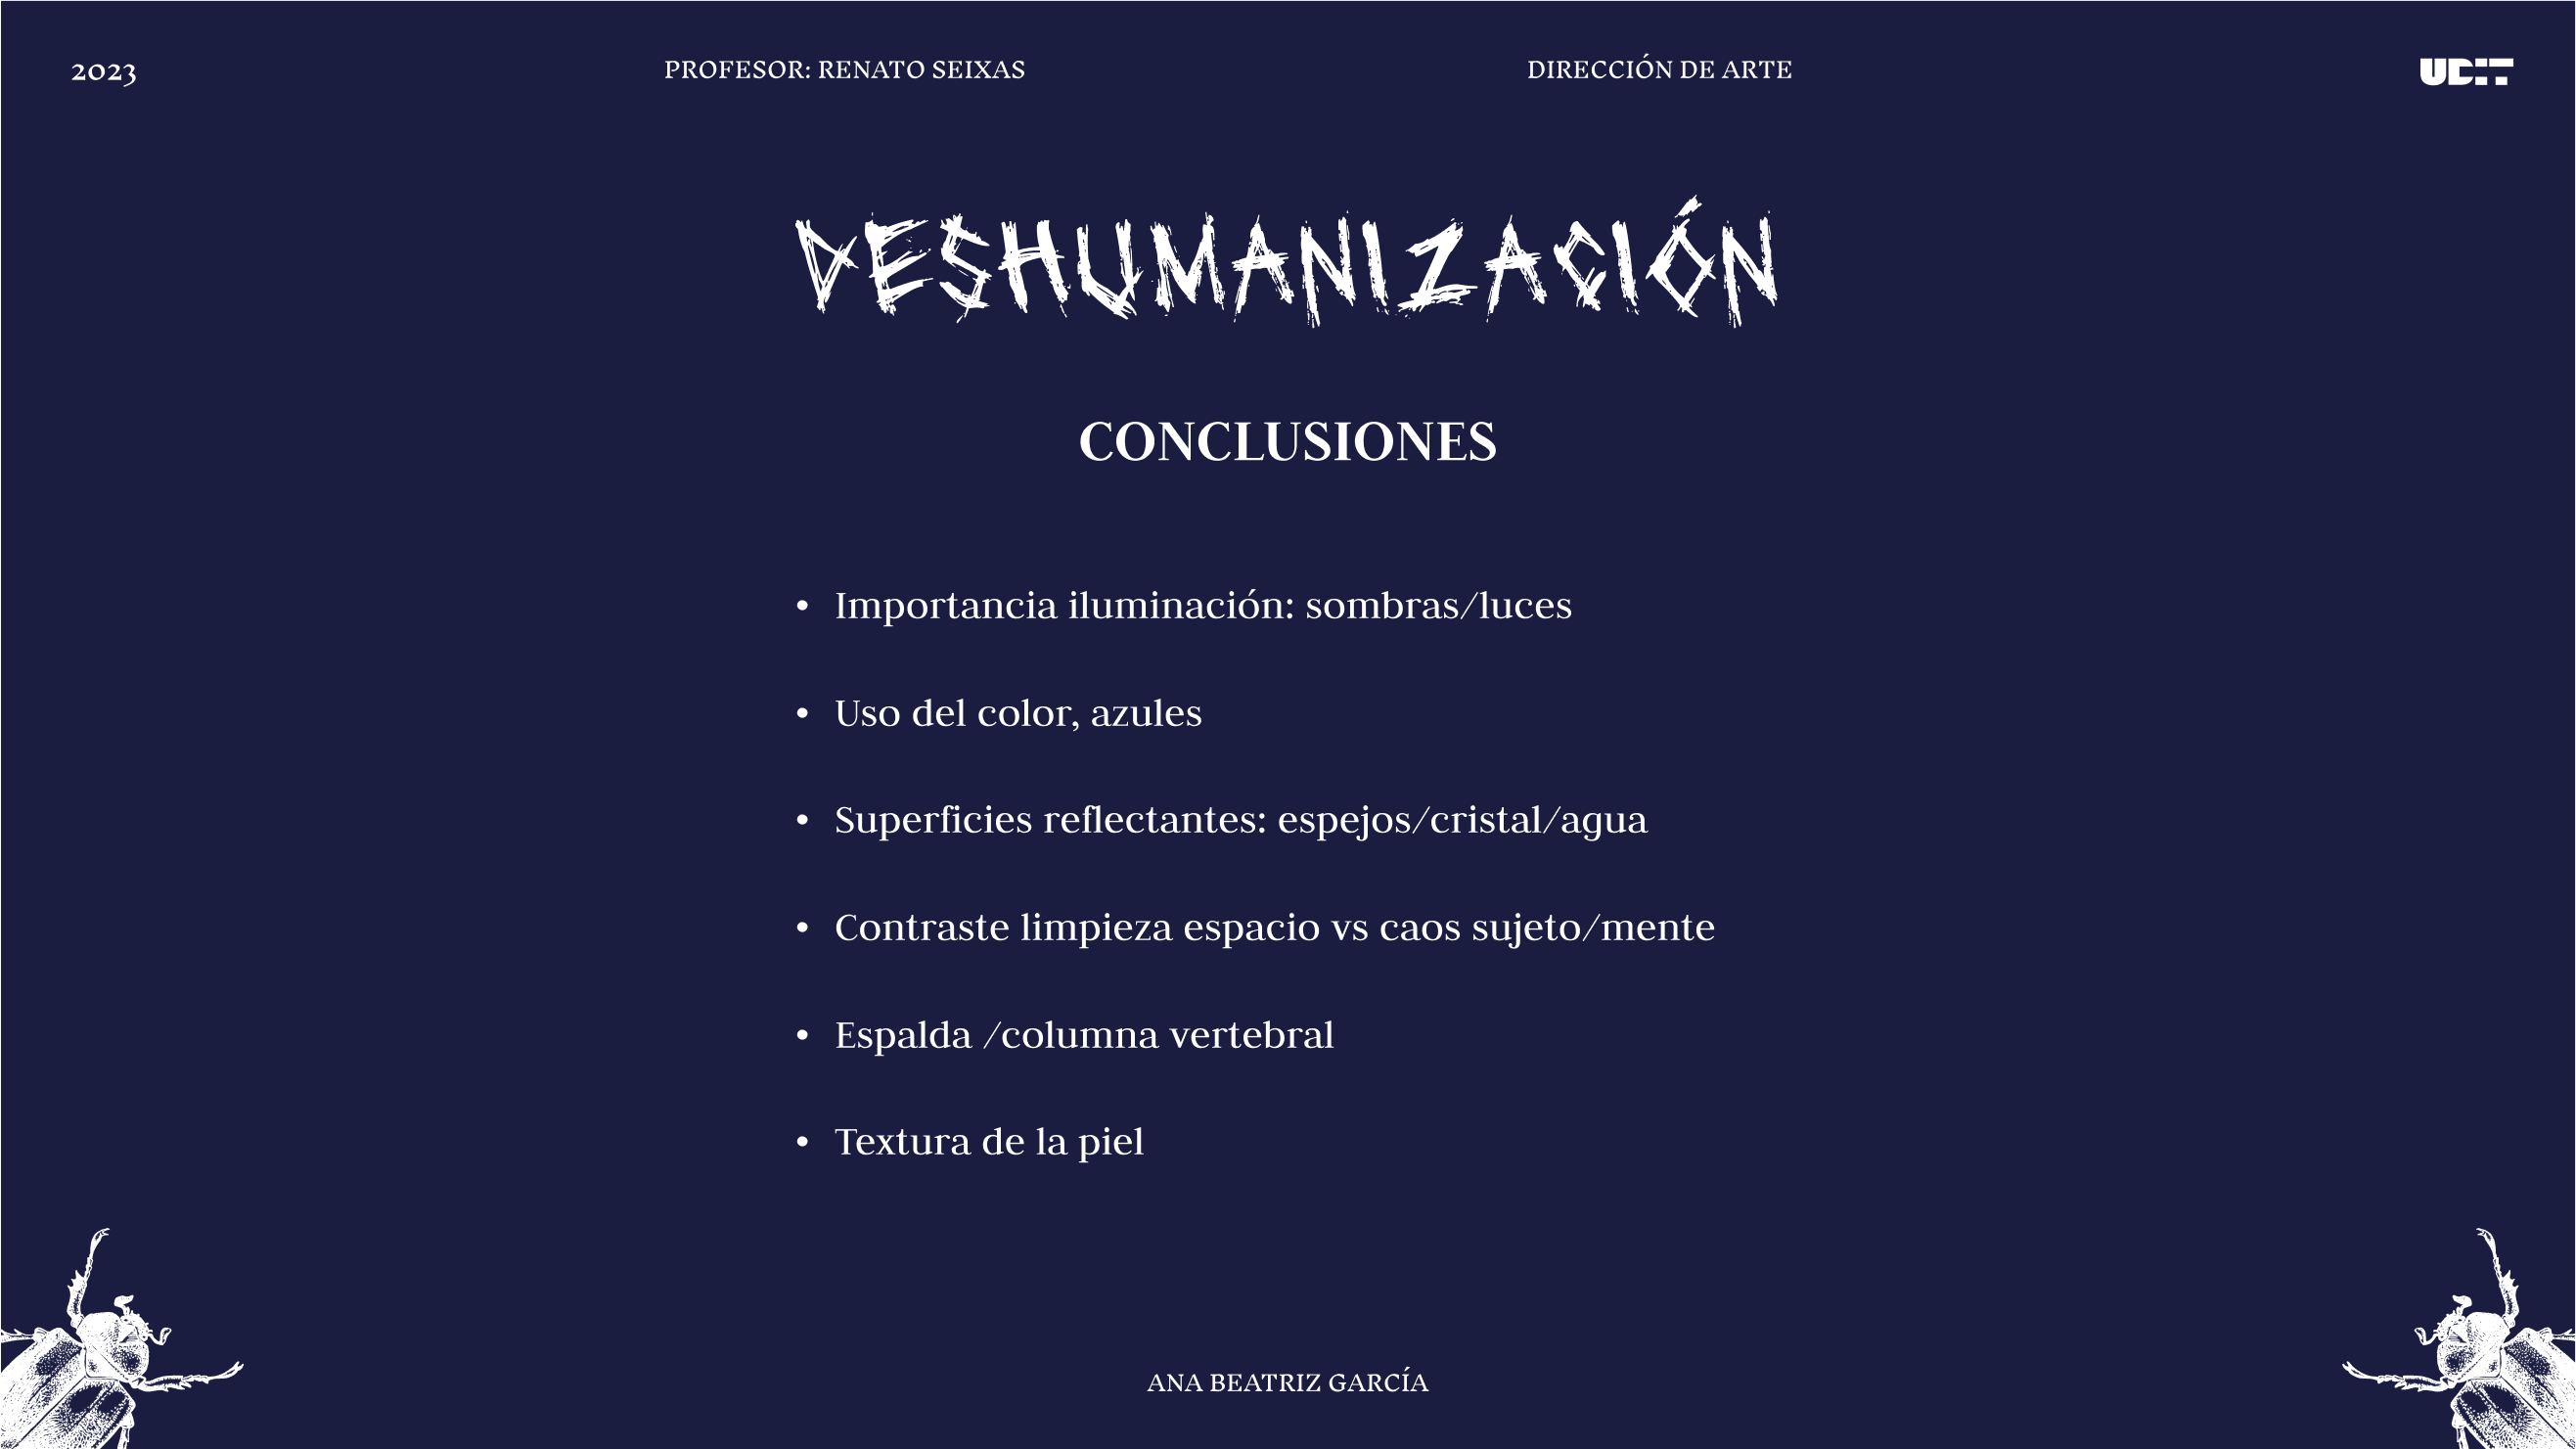 2023
PROFESOR: RENATO SEIXAS
DIRECCIÓN DE ARTE
UDIT
DESHUMANIZACIÓN
CONCLUSIONES
• Importancia iluminación: sombras/luces
• Uso del color, azules
• Superficies reflectantes: espejos/cristal/agua
• Contraste limpieza espacio vs caos sujeto/mente
• Espalda /columna vertebral
• Textura de la piel
ANA BEATRIZ GARCÍA